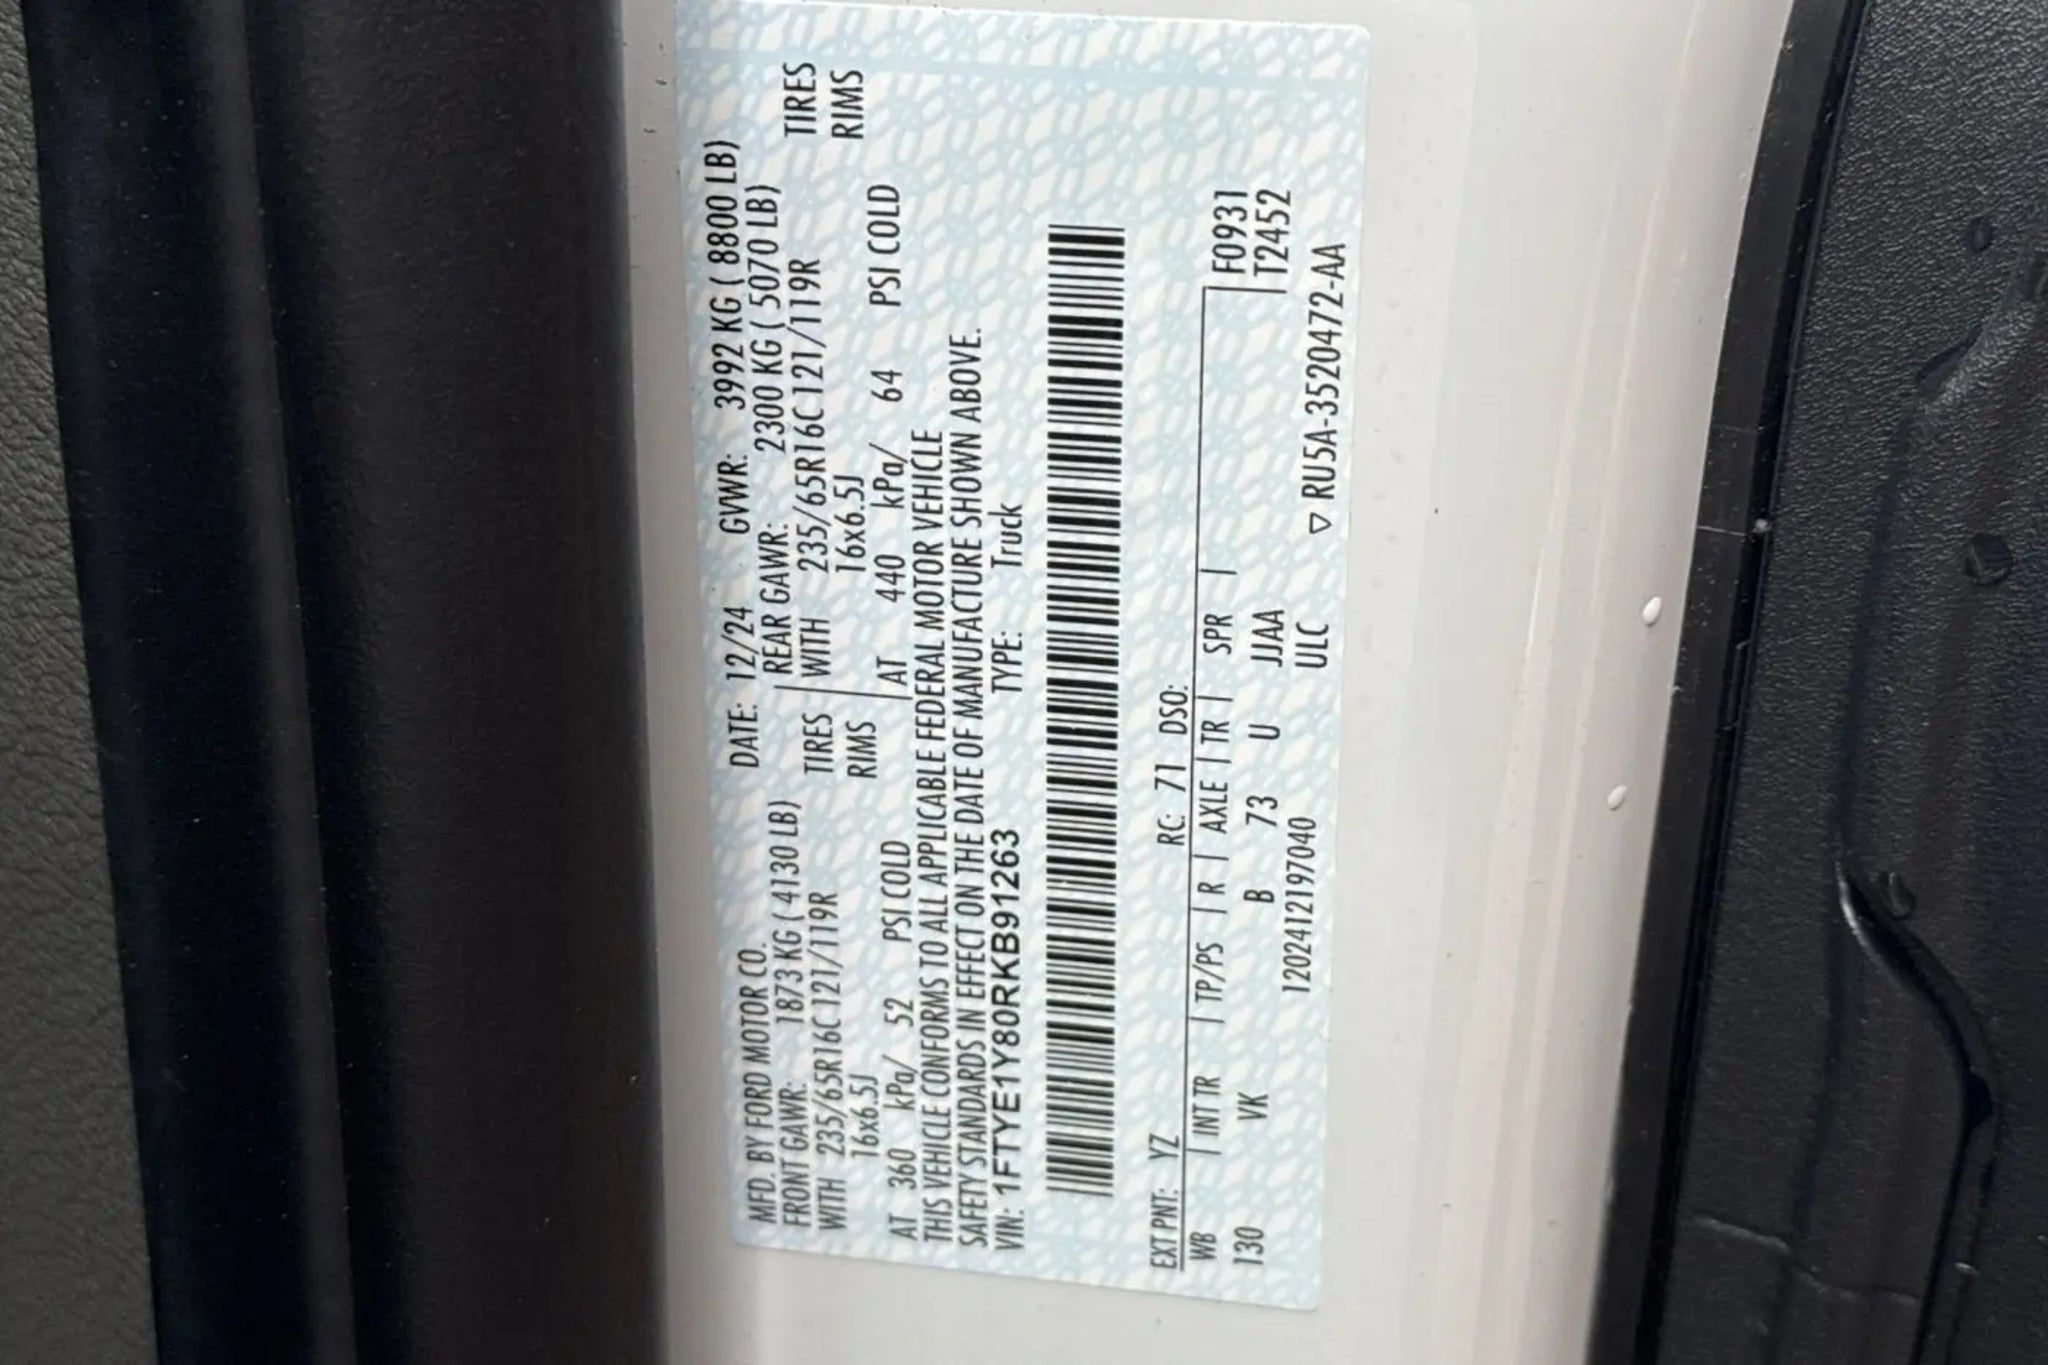 MFD. BY FORD MOTOR CO. DATE: 12/24 GVWR: 3992 KG ( 8800 LB)
FRONT GAWR: 1873 KG ( 4130 LB) REAR GAWR: 2300 KG ( 5070 LB)
WITH 235/65R16C 121/119R TIRES WITH 235/65R16C 121/119R TIRES
16x6.5J RIMS 16x6.5J RIMS
AT 360 kPa/ 52 PSI COLD AT 440 kPa/ 64 PSI COLD
THIS VEHICLE CONFORMS TO ALL APPLICABLE FEDERAL MOTOR VEHICLE
SAFETY STANDARDS IN EFFECT ON THE DATE OF MANUFACTURE SHOWN ABOVE.
VIN: 1FTYE1Y80RKB91263 TYPE: Truck
EXT PNT: YZ RC: 71 DSO:
WB | INT TR | TP/PS | R | AXLE | TR | SPR | F0931
130 VK B 73 U JJAA T2452
120241219​7040 ULC
▽ RU5A-3520472-AA